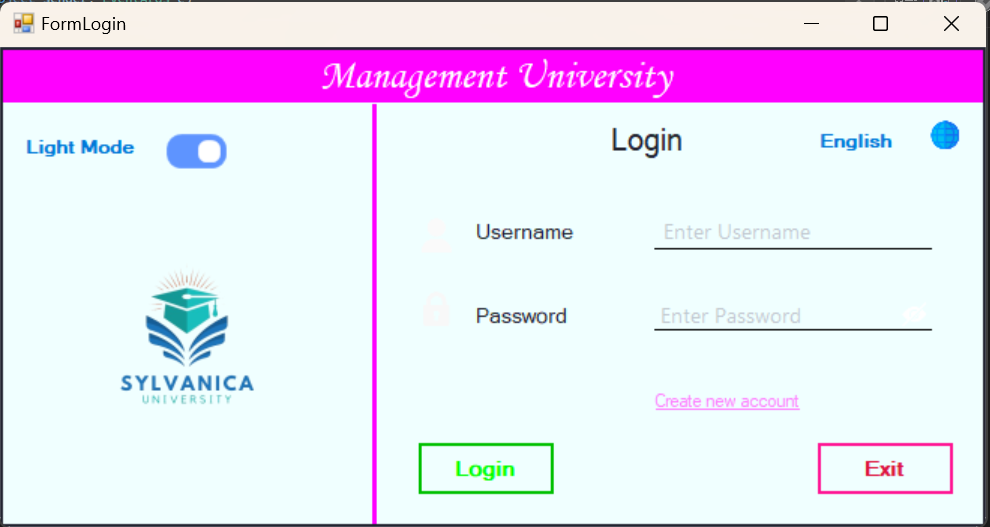 FormLogin
Management University
Light Mode
Login
English
Username
Enter Username
Password
Enter Password
SYLVANICA
UNIVERSITY
Create new account
Login
Exit